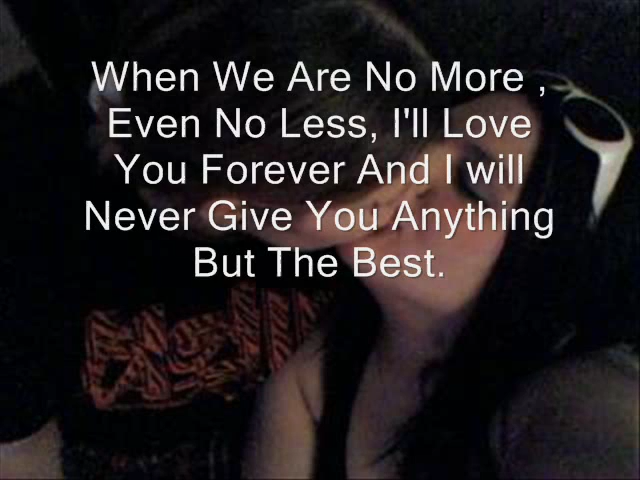 When We Are No More ,
Even No Less, I'll Love
You Forever And I will
Never Give You Anything
But The Best.